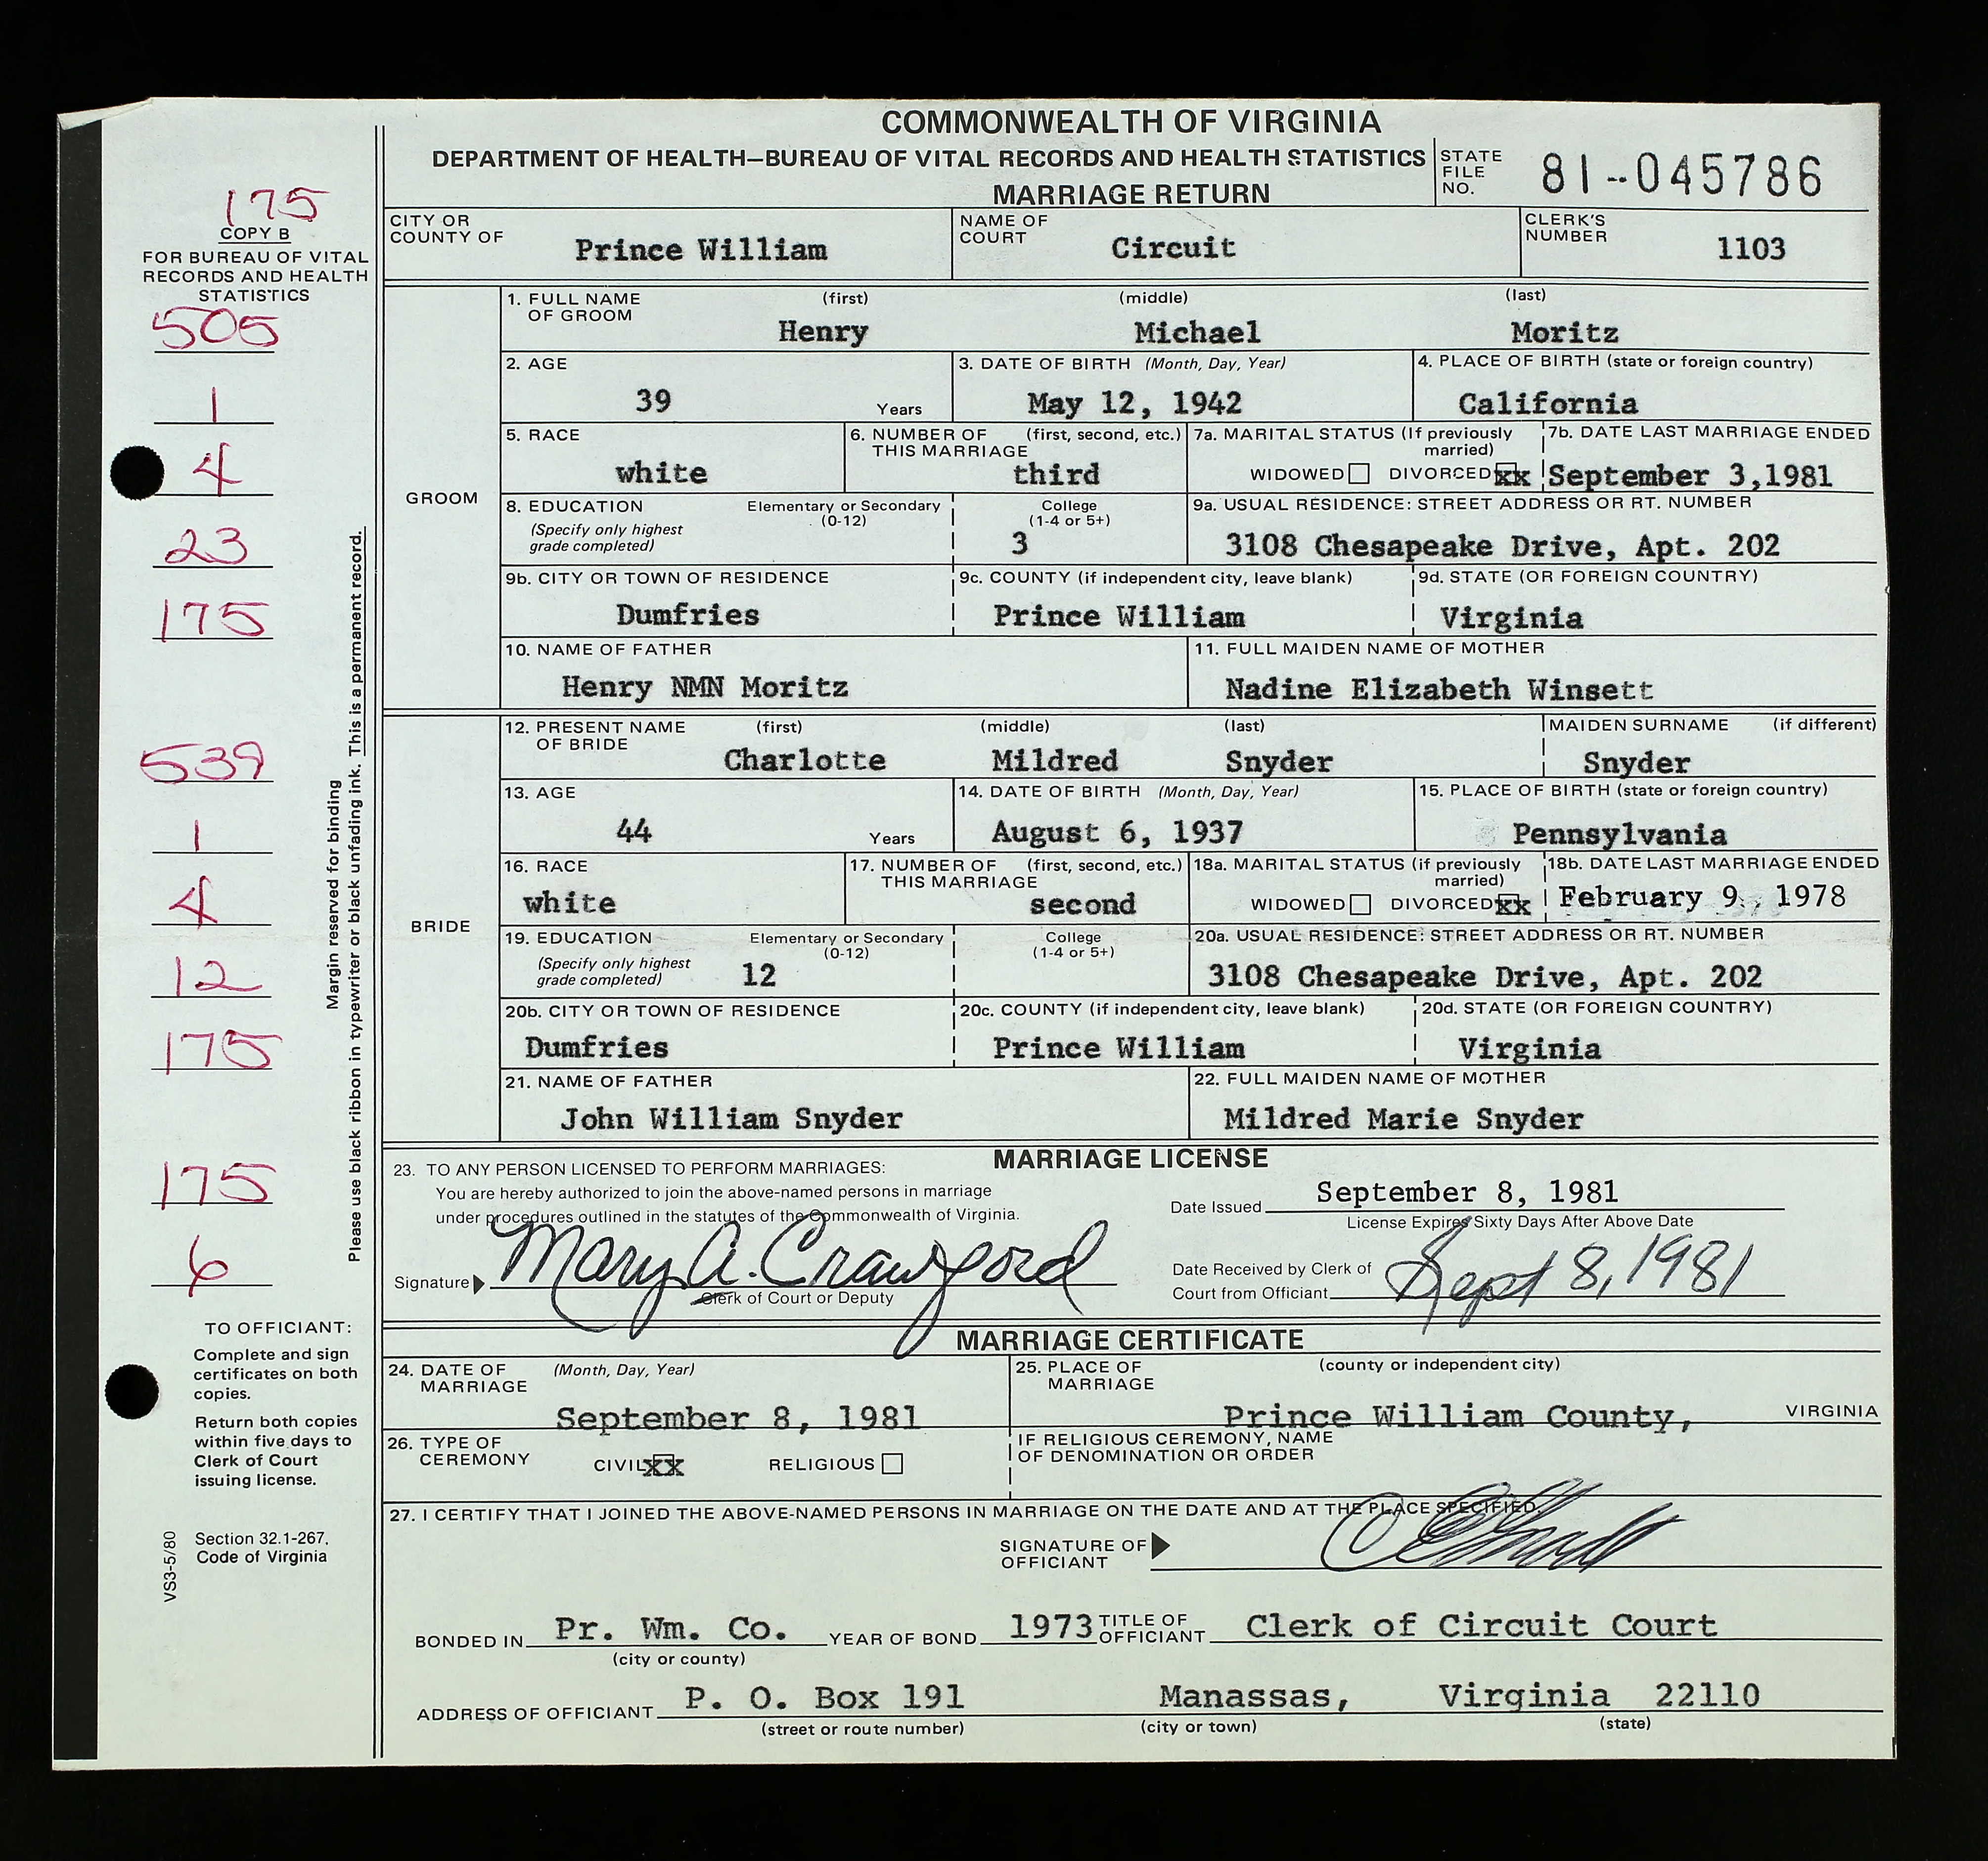 COMMONWEALTH OF VIRGINIA
DEPARTMENT OF HEALTH—BUREAU OF VITAL RECORDS AND HEALTH STATISTICS
MARRIAGE RETURN
STATE FILE NO. 81--045786
175
COPY B
FOR BUREAU OF VITAL
RECORDS AND HEALTH
STATISTICS
505
1
4
23
175
539
1
4
12
175
175
6
Margin reserved for binding
Please use black ribbon in typewriter or black unfading ink. This is a permanent record.
TO OFFICIANT:
Complete and sign
certificates on both
copies.
Return both copies
within five days to
Clerk of Court
issuing license.
Section 32.1-267,
Code of Virginia
VS3-5/80
CITY OR COUNTY OF Prince William
NAME OF COURT Circuit
CLERK'S NUMBER 1103
GROOM
1. FULL NAME OF GROOM (first) Henry (middle) Michael (last) Moritz
2. AGE 39 Years
3. DATE OF BIRTH (Month, Day, Year) May 12, 1942
4. PLACE OF BIRTH (state or foreign country) California
5. RACE white
6. NUMBER OF THIS MARRIAGE (first, second, etc.) third
7a. MARITAL STATUS (If previously married) WIDOWED DIVORCED xx
7b. DATE LAST MARRIAGE ENDED September 3,1981
8. EDUCATION (Specify only highest grade completed) Elementary or Secondary (0-12) College (1-4 or 5+) 3
9a. USUAL RESIDENCE: STREET ADDRESS OR RT. NUMBER 3108 Chesapeake Drive, Apt. 202
9b. CITY OR TOWN OF RESIDENCE Dumfries
9c. COUNTY (if independent city, leave blank) Prince William
9d. STATE (OR FOREIGN COUNTRY) Virginia
10. NAME OF FATHER Henry NMN Moritz
11. FULL MAIDEN NAME OF MOTHER Nadine Elizabeth Winsett
BRIDE
12. PRESENT NAME OF BRIDE (first) Charlotte (middle) Mildred (last) Snyder MAIDEN SURNAME (if different) Snyder
13. AGE 44 Years
14. DATE OF BIRTH (Month, Day, Year) August 6, 1937
15. PLACE OF BIRTH (state or foreign country) Pennsylvania
16. RACE white
17. NUMBER OF THIS MARRIAGE (first, second, etc.) second
18a. MARITAL STATUS (if previously married) WIDOWED DIVORCED xx
18b. DATE LAST MARRIAGE ENDED February 9, 1978
19. EDUCATION (Specify only highest grade completed) Elementary or Secondary (0-12) 12 College (1-4 or 5+)
20a. USUAL RESIDENCE: STREET ADDRESS OR RT. NUMBER 3108 Chesapeake Drive, Apt. 202
20b. CITY OR TOWN OF RESIDENCE Dumfries
20c. COUNTY (if independent city, leave blank) Prince William
20d. STATE (OR FOREIGN COUNTRY) Virginia
21. NAME OF FATHER John William Snyder
22. FULL MAIDEN NAME OF MOTHER Mildred Marie Snyder
MARRIAGE LICENSE
23. TO ANY PERSON LICENSED TO PERFORM MARRIAGES:
You are hereby authorized to join the above-named persons in marriage
under procedures outlined in the statutes of the Commonwealth of Virginia.
Date Issued September 8, 1981
License Expires Sixty Days After Above Date
Signature Mary A. Crawford
Clerk of Court or Deputy
Date Received by Clerk of
Court from Officiant Sept 8, 1981
MARRIAGE CERTIFICATE
24. DATE OF MARRIAGE (Month, Day, Year) September 8, 1981
25. PLACE OF MARRIAGE (county or independent city) Prince William County, VIRGINIA
26. TYPE OF CEREMONY CIVIL xx RELIGIOUS
IF RELIGIOUS CEREMONY, NAME
OF DENOMINATION OR ORDER
27. I CERTIFY THAT I JOINED THE ABOVE-NAMED PERSONS IN MARRIAGE ON THE DATE AND AT THE PLACE SPECIFIED.
SIGNATURE OF
OFFICIANT
BONDED IN Pr. Wm. Co. YEAR OF BOND 1973 TITLE OF OFFICIANT Clerk of Circuit Court
(city or county)
ADDRESS OF OFFICIANT P. O. Box 191 Manassas, Virginia 22110
(street or route number) (city or town) (state)